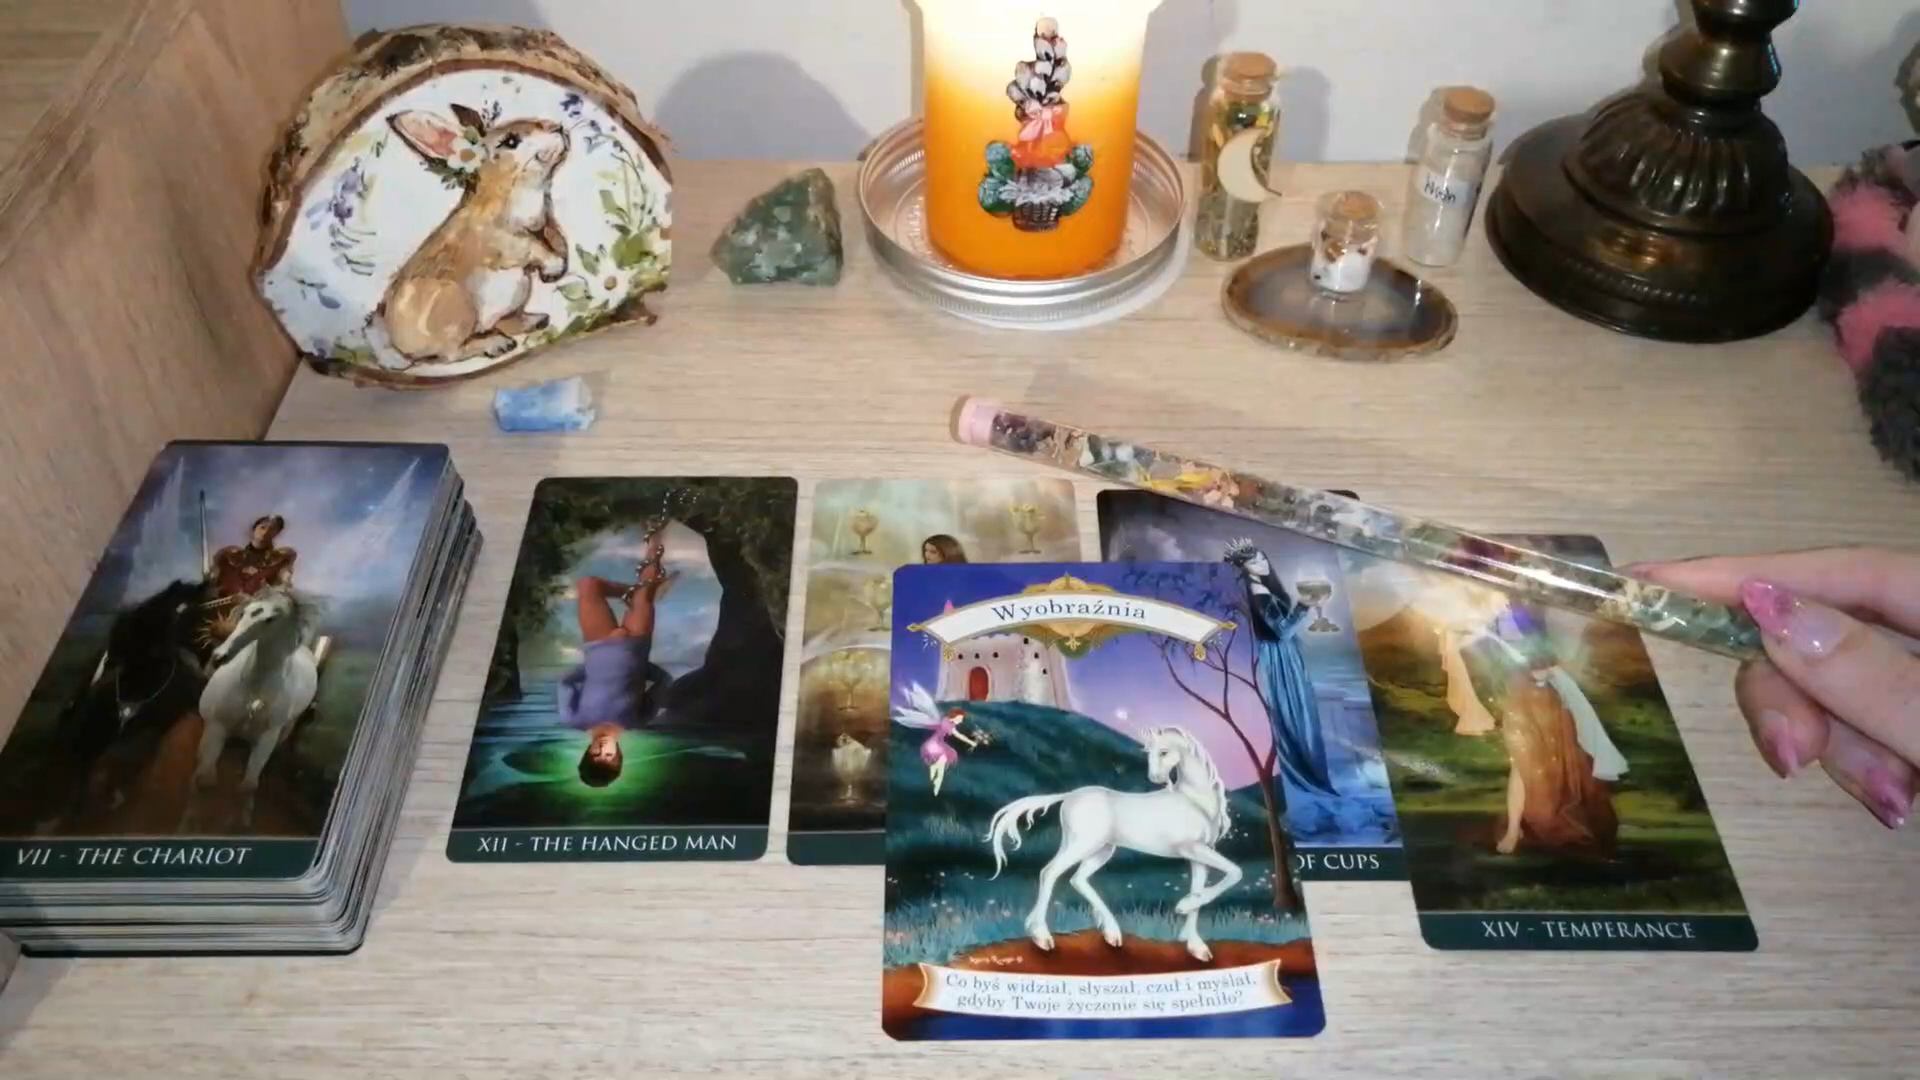 Wyobraźnia
VII - THE CHARIOT
XII - THE HANGED MAN
OF CUPS
XIV - TEMPERANCE
Co byś widział, słyszał, czuł i myślał,
gdyby Twoje życzenie się spełniło?